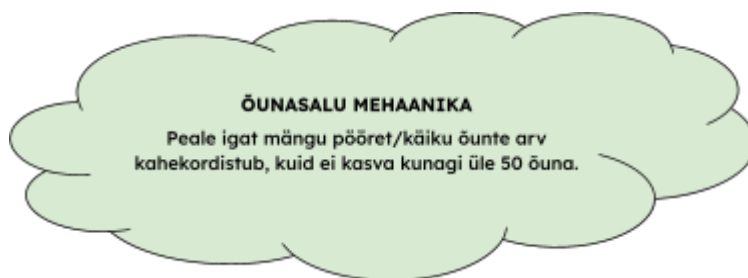 ÕUNASALU MEHAANIKA
Peale igat mängu pööret/käiku õunte arv
kahekordistub, kuid ei kasva kunagi üle 50 õuna.